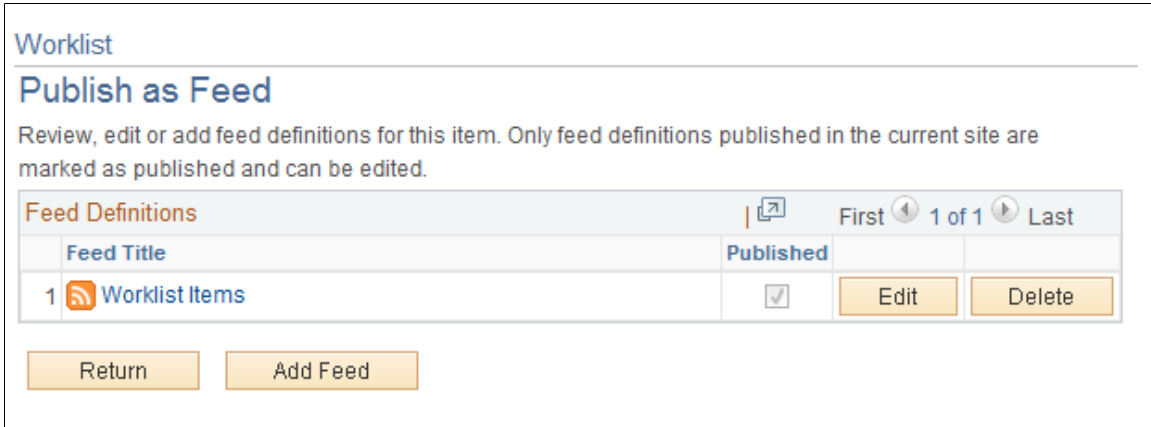 Worklist
Publish as Feed
Review, edit or add feed definitions for this item. Only feed definitions published in the current site are
marked as published and can be edited.
Feed Definitions | First 1 of 1 Last
Feed Title Published
1 Worklist Items Edit Delete
Return Add Feed